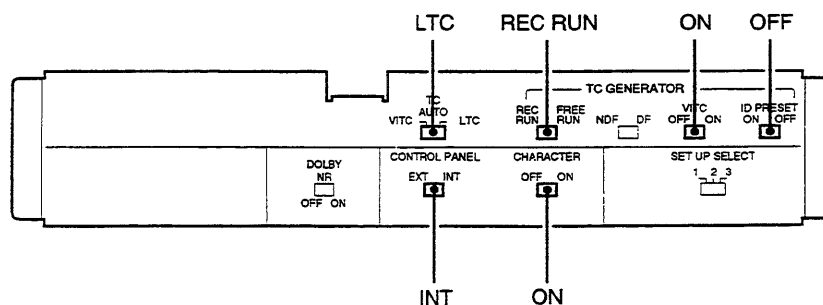 LTC REC RUN ON OFF
TC GENERATOR
TC
AUTO
VITC LTC
REC RUN FREE RUN
NDF DF
VITC
OFF ON
ID PRESET
ON OFF
DOLBY
NR
OFF ON
CONTROL PANEL
EXT INT
CHARACTER
OFF ON
SET UP SELECT
1 2 3
INT ON